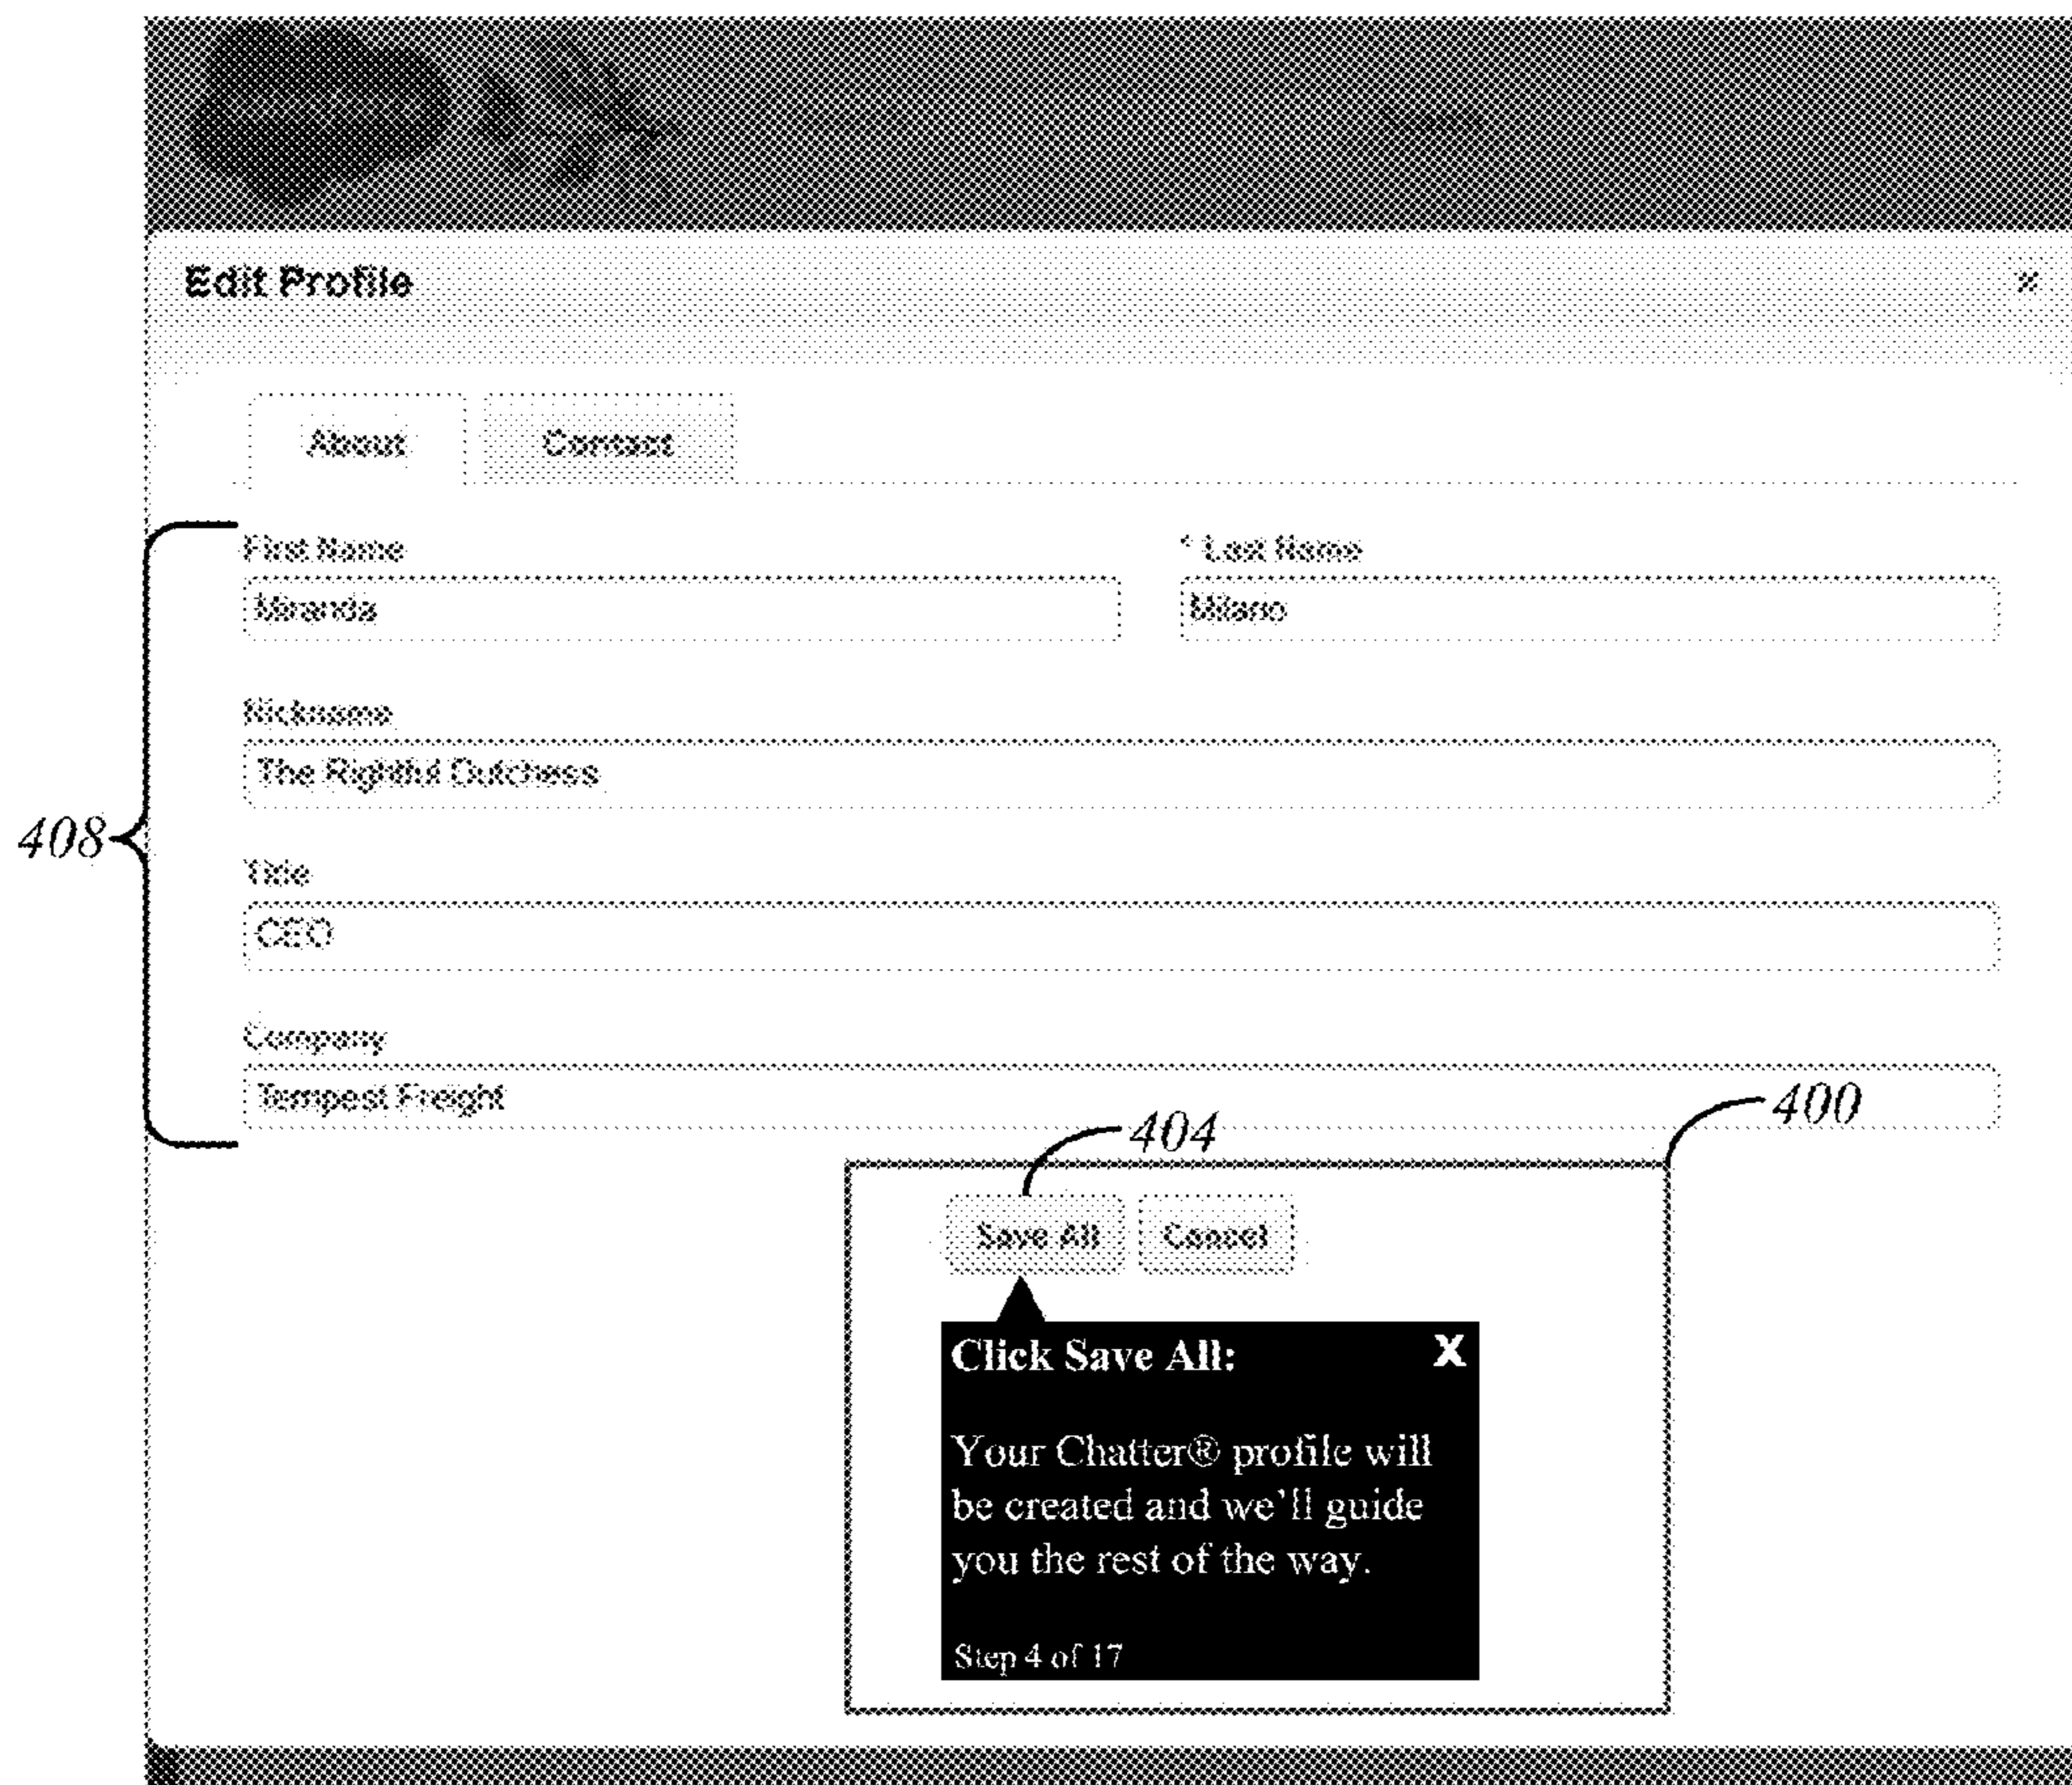 Edit Profile ×
About Contact
First Name * Last Name
Miranda Milano
Nickname
The Rightful Dutchess
Title
CEO
408
Company
Tempest Freight
404 400
Save All Cancel
Click Save All: X
Your Chatter® profile will
be created and we'll guide
you the rest of the way.
Step 4 of 17